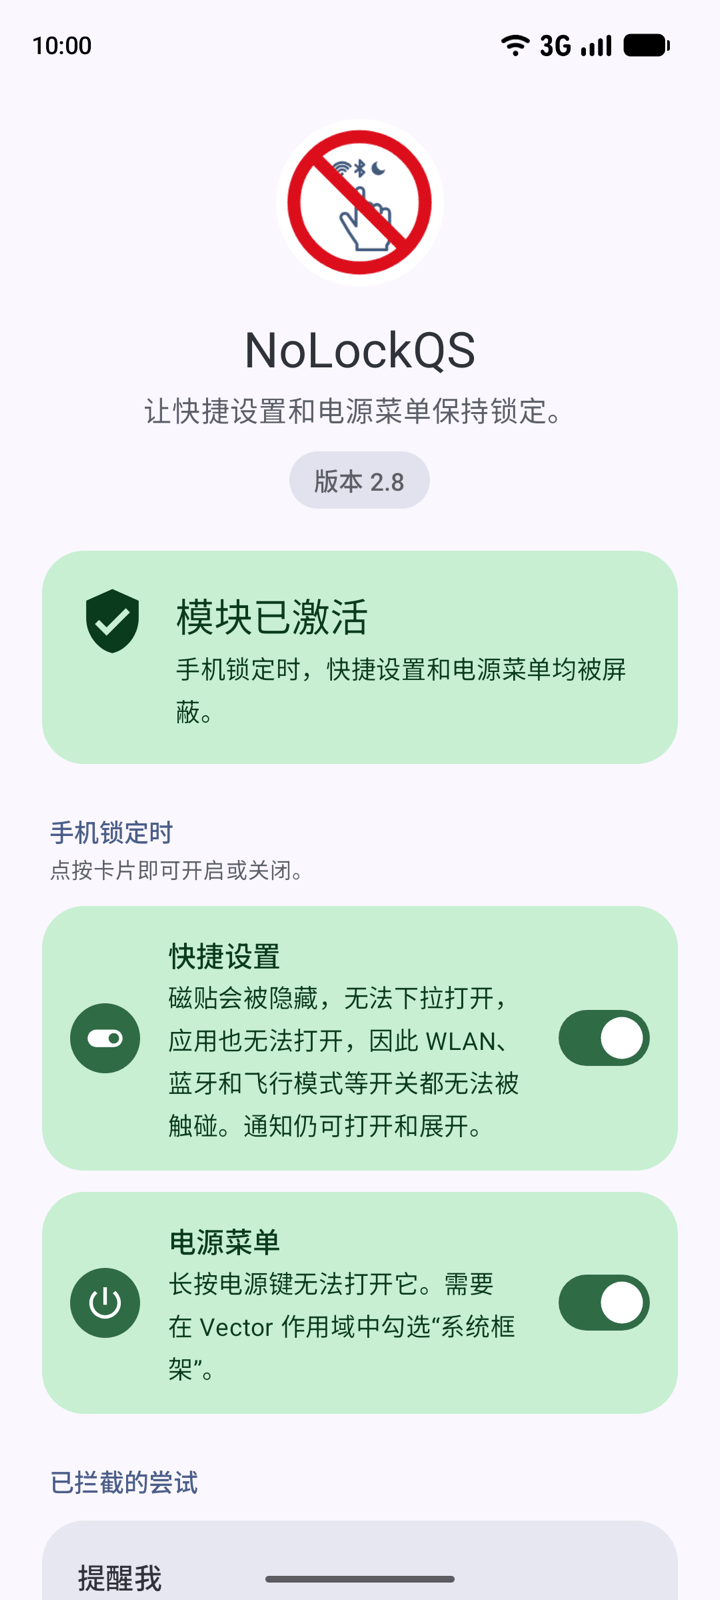 10:00
3G
NoLockQS
让快捷设置和电源菜单保持锁定。
版本 2.8
模块已激活
手机锁定时，快捷设置和电源菜单均被屏
蔽。
手机锁定时
点按卡片即可开启或关闭。
快捷设置
磁贴会被隐藏，无法下拉打开，
应用也无法打开，因此 WLAN、
蓝牙和飞行模式等开关都无法被
触碰。通知仍可打开和展开。
电源菜单
长按电源键无法打开它。需要
在 Vector 作用域中勾选“系统框
架”。
已拦截的尝试
提醒我